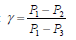 γ = (P₁ − P₂) / (P₁ − P₃)